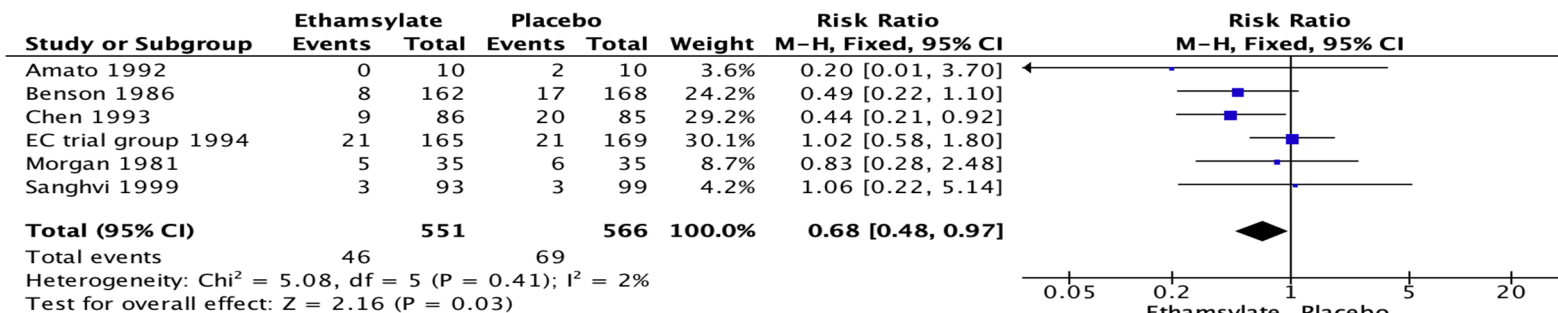 Ethamsylate Placebo Risk Ratio Risk Ratio
Study or Subgroup Events Total Events Total Weight M-H, Fixed, 95% CI M-H, Fixed, 95% CI
Amato 1992 0 10 2 10 3.6% 0.20 [0.01, 3.70]
Benson 1986 8 162 17 168 24.2% 0.49 [0.22, 1.10]
Chen 1993 9 86 20 85 29.2% 0.44 [0.21, 0.92]
EC trial group 1994 21 165 21 169 30.1% 1.02 [0.58, 1.80]
Morgan 1981 5 35 6 35 8.7% 0.83 [0.28, 2.48]
Sanghvi 1999 3 93 3 99 4.2% 1.06 [0.22, 5.14]
Total (95% CI) 551 566 100.0% 0.68 [0.48, 0.97]
Total events 46 69
Heterogeneity: Chi² = 5.08, df = 5 (P = 0.41); I² = 2%
Test for overall effect: Z = 2.16 (P = 0.03)
0.05 0.2 1 5 20
Ethamsylate Placebo